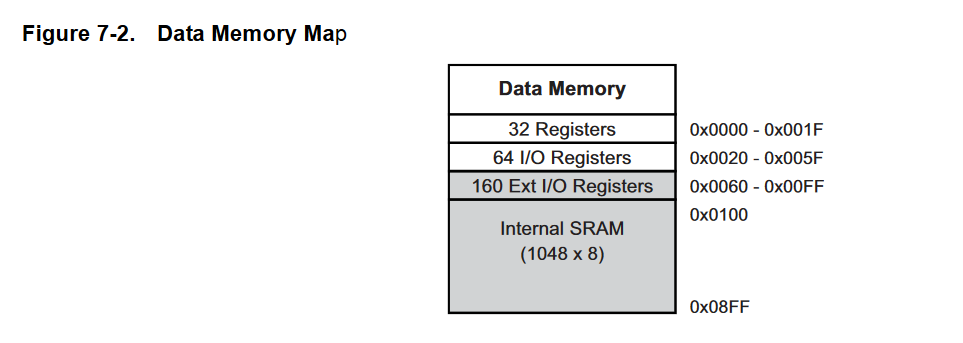 Figure 7-2. Data Memory Map
Data Memory
32 Registers 0x0000 - 0x001F
64 I/O Registers 0x0020 - 0x005F
160 Ext I/O Registers 0x0060 - 0x00FF
0x0100
Internal SRAM
(1048 x 8)
0x08FF